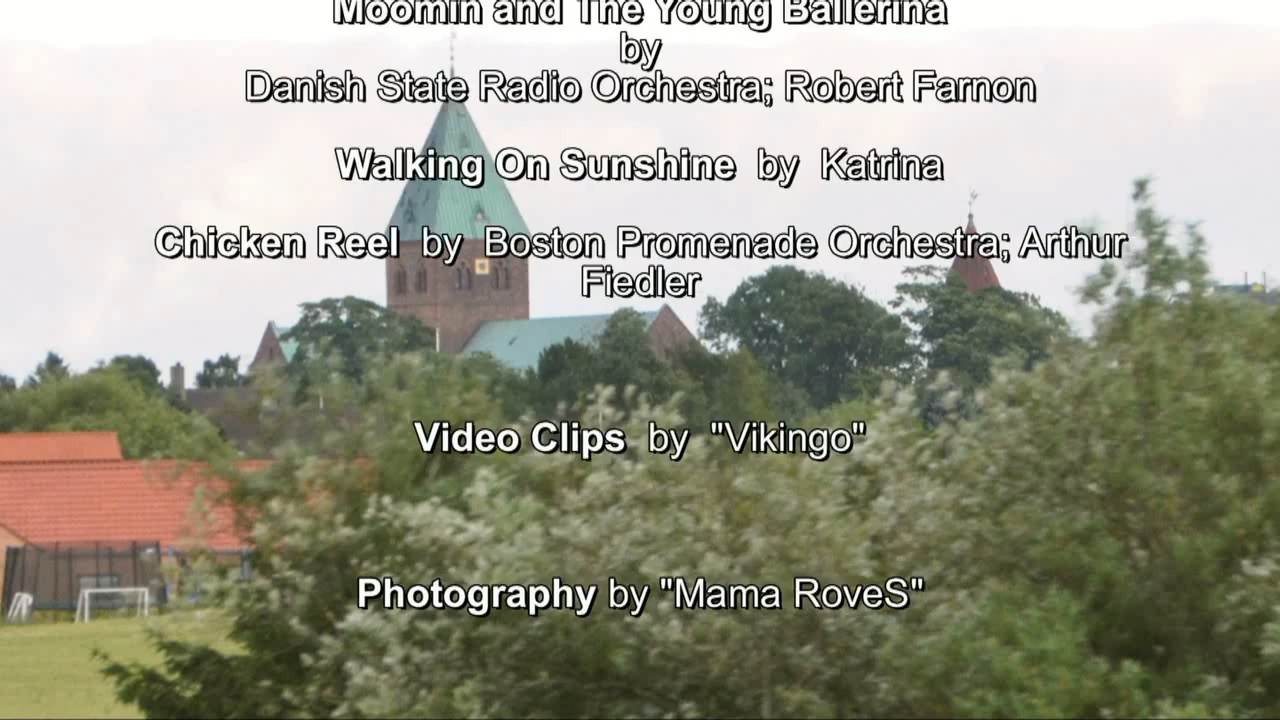 Moomin and The Young Ballerina
by
Danish State Radio Orchestra; Robert Farnon
Walking On Sunshine by Katrina
Chicken Reel by Boston Promenade Orchestra; Arthur
Fiedler
Video Clips by "Vikingo"
Photography by "Mama RoveS"